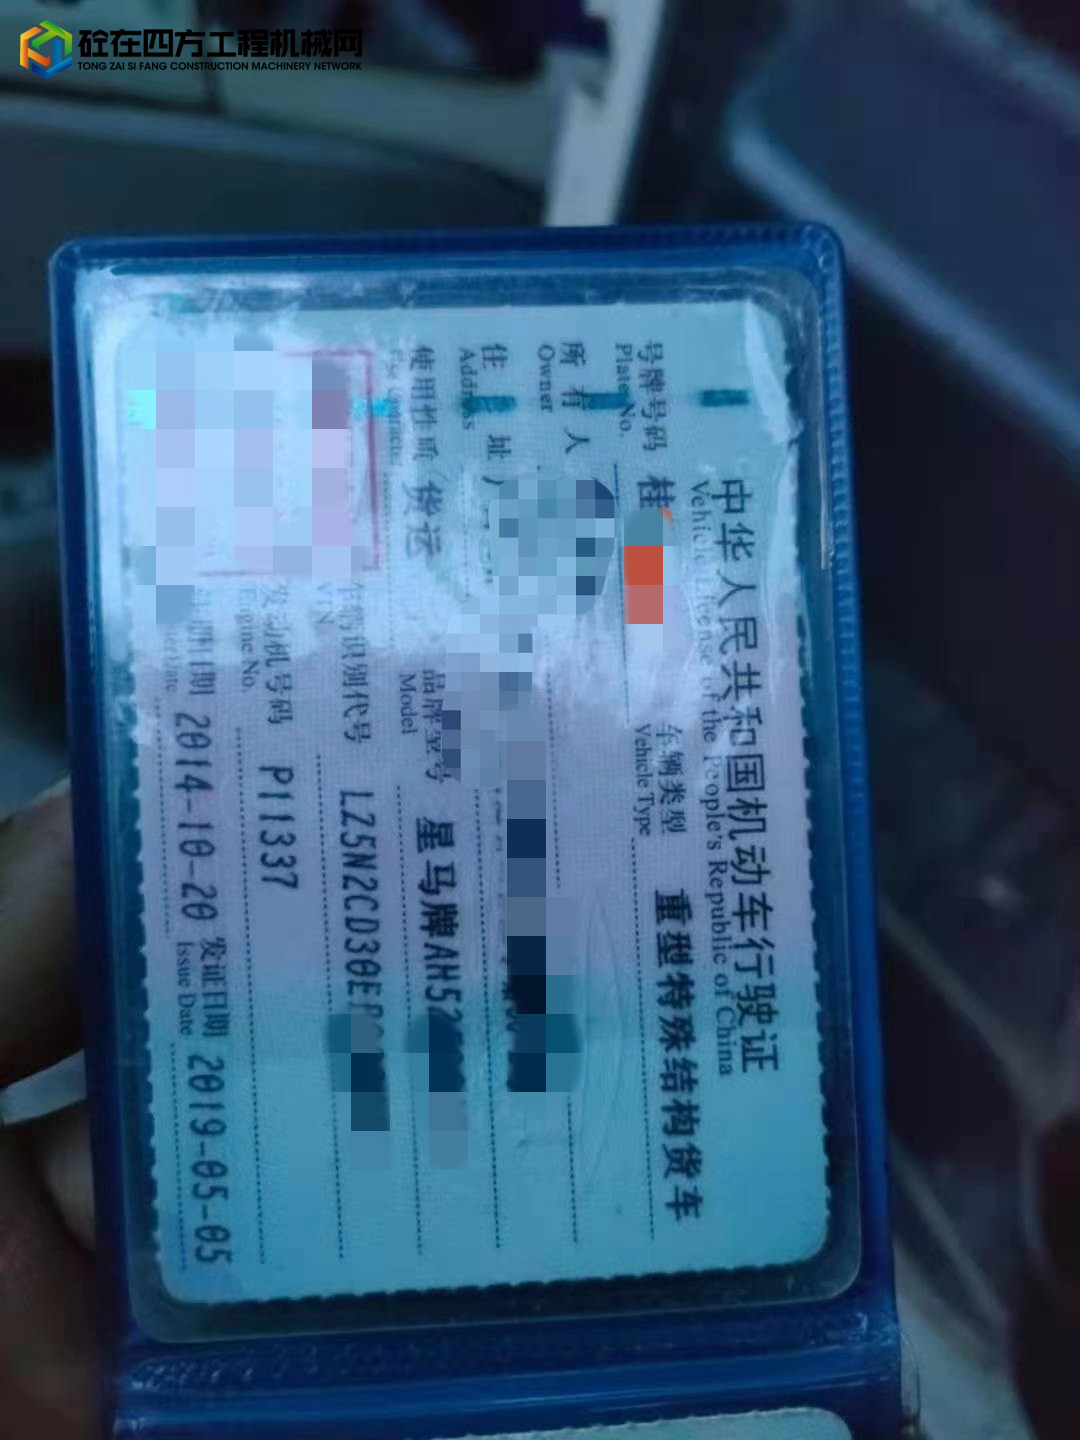 砼在四方工程机械网
TONG ZAI SI FANG CONSTRUCTION MACHINERY NETWORK
中华人民共和国机动车行驶证
Vehicle License of the People's Republic of China
号牌号码 桂 车辆类型 重型特殊结构货车
Plate No. Vehicle Type
所有人
Owner
住址
Address
使用性质 货运 品牌型号 星马牌AH52
Use Character Model
车辆识别代号 LZ5N2CD30E
VIN
发动机号码 P11337
Engine No.
日期 2014-10-20 发证日期 2019-05-05
Date Issue Date